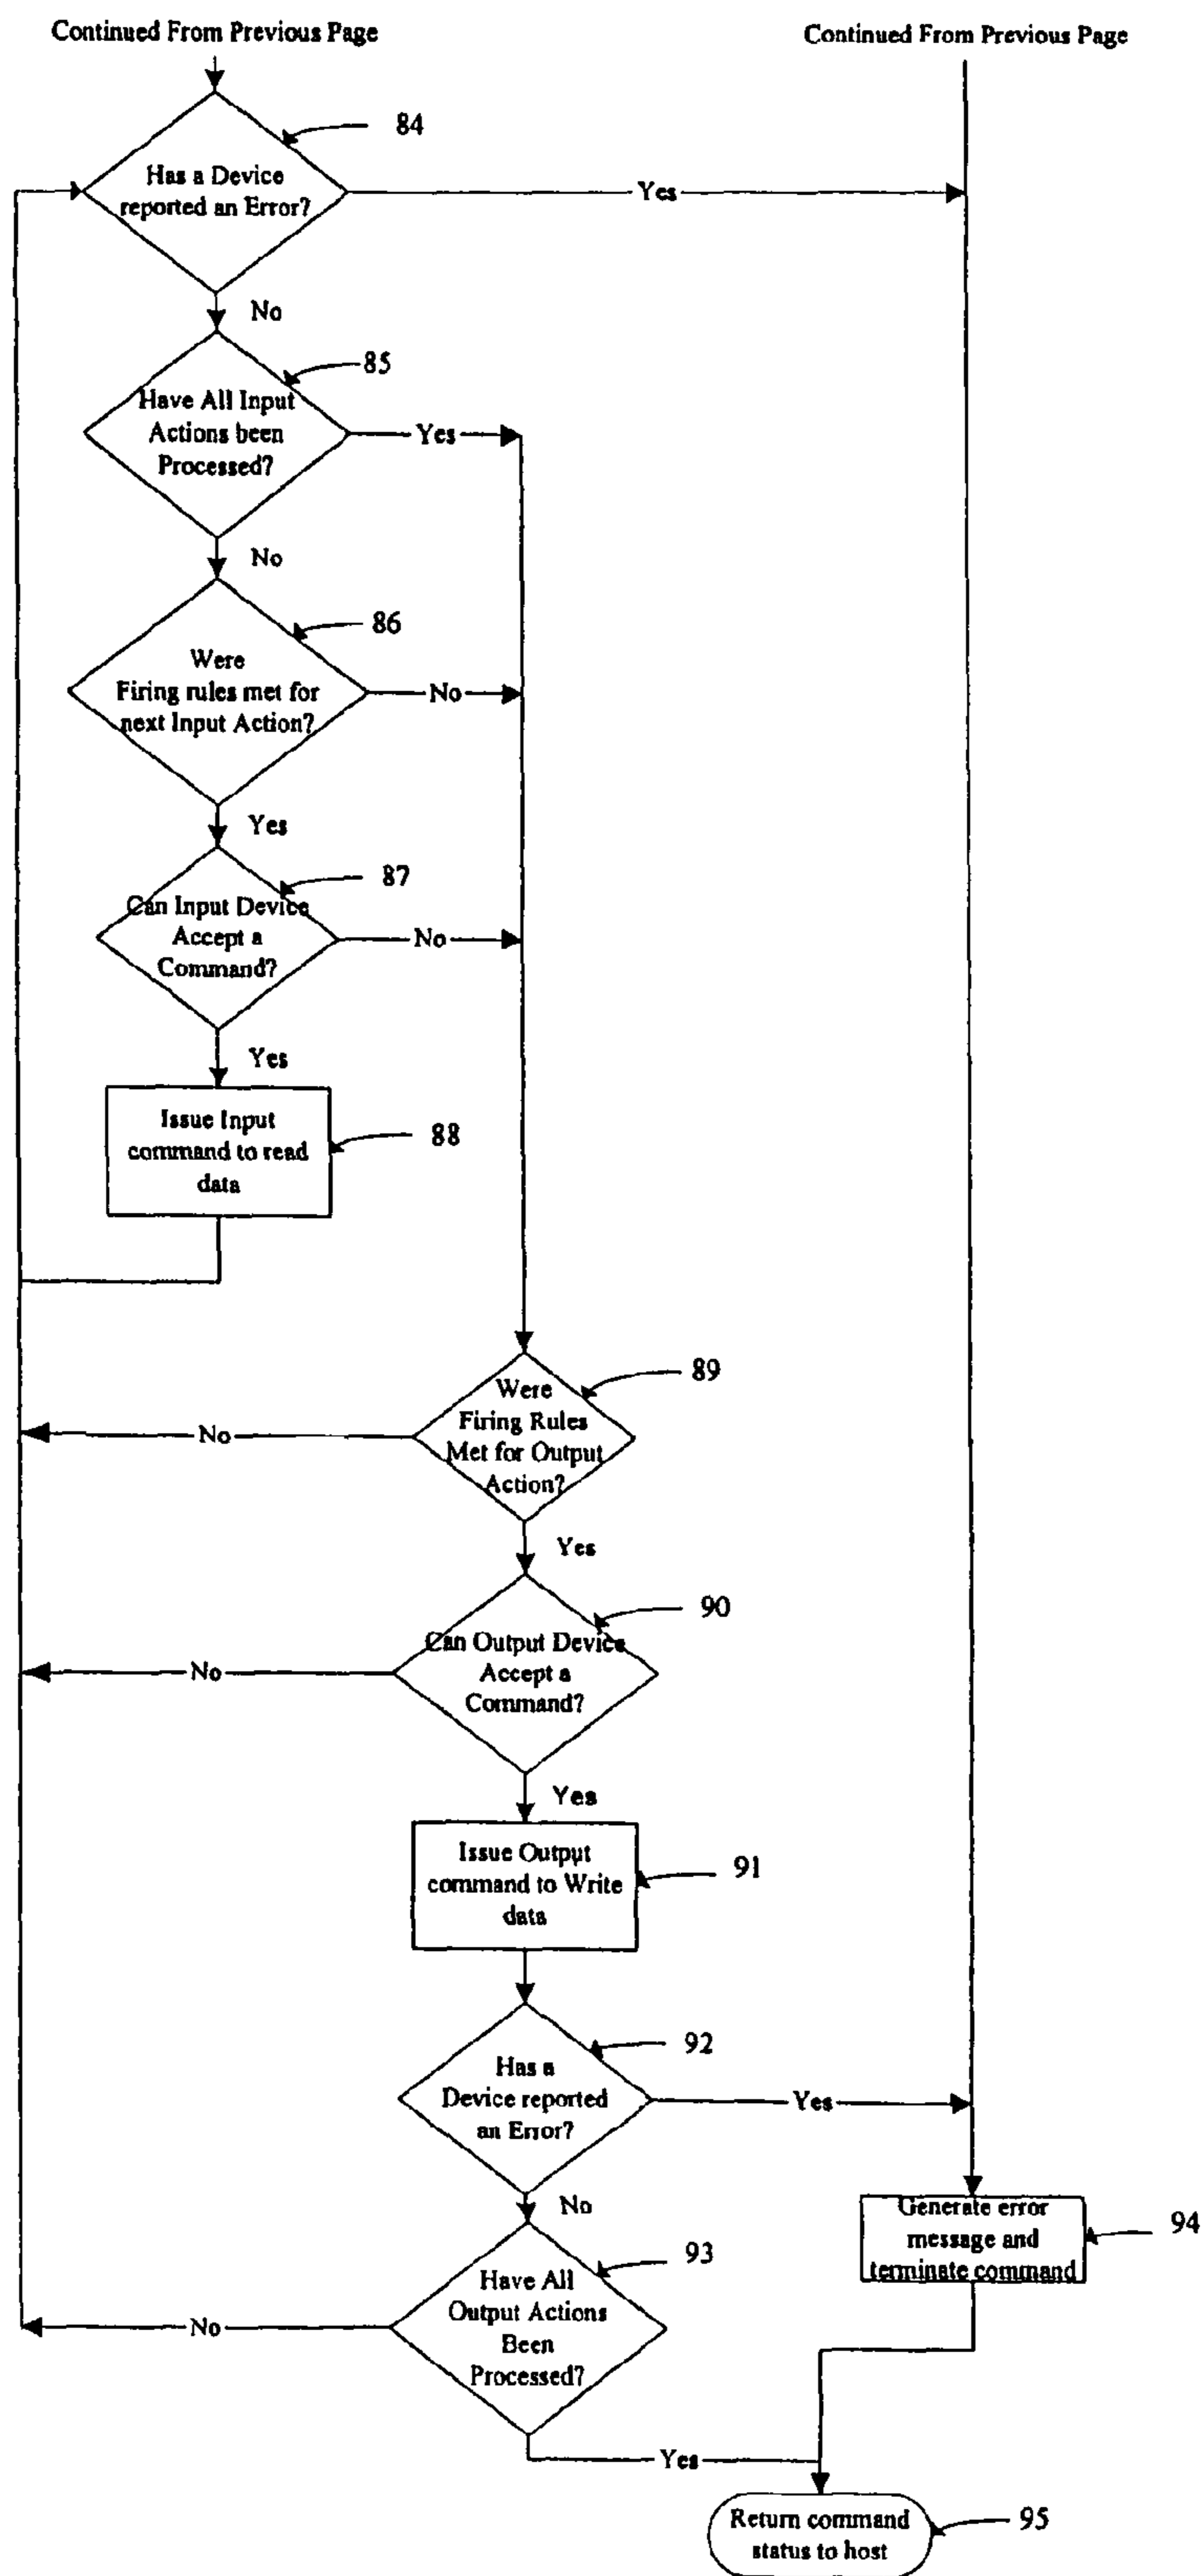 Continued From Previous Page
Continued From Previous Page
84
Has a Device
reported an Error?
Yes
No
85
Have All Input
Actions been
Processed?
Yes
No
86
Were
Firing rules met for
next Input Action?
No
Yes
87
Can Input Device
Accept a
Command?
No
Yes
Issue Input
command to read
data
88
89
Were
Firing Rules
Met for Output
Action?
No
Yes
90
Can Output Device
Accept a
Command?
No
Yes
Issue Output
command to Write
data
91
92
Has a
Device reported
an Error?
Yes
No
Generate error
message and
terminate command
94
93
Have All
Output Actions
Been
Processed?
No
Yes
Return command
status to host
95